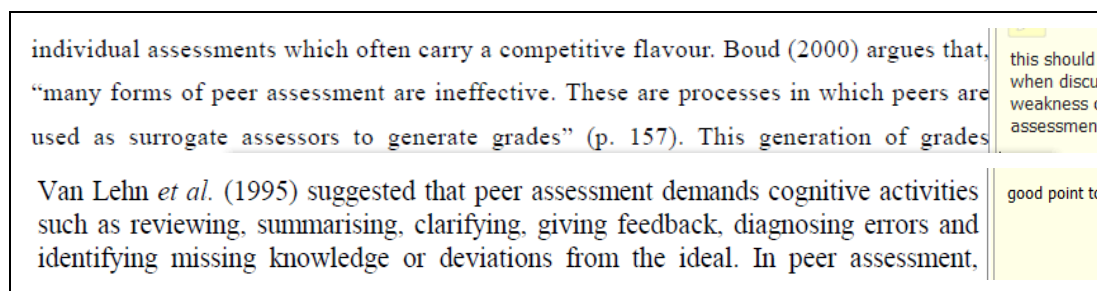 individual assessments which often carry a competitive flavour. Boud (2000) argues that,
“many forms of peer assessment are ineffective. These are processes in which peers are
used as surrogate assessors to generate grades” (p. 157). This generation of grades
this should
when discu
weakness
assessmen
Van Lehn et al. (1995) suggested that peer assessment demands cognitive activities
such as reviewing, summarising, clarifying, giving feedback, diagnosing errors and
identifying missing knowledge or deviations from the ideal. In peer assessment,
good point to